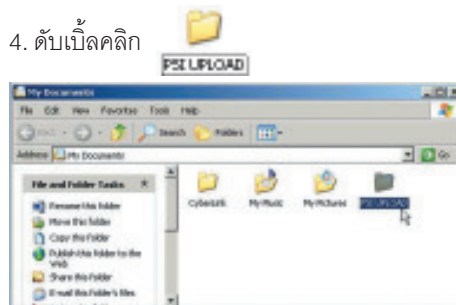 4. ดับเบิ้ลคลิก
PSI UPLOAD
My Documents
File Edit View Favorites Tools Help
Back Search Folders
Address My Documents Go
File and Folder Tasks
Rename this folder
Move this folder
Copy this folder
Publish this folder to the
Web
Share this folder
E-mail this folder's files
CyberLink My Music My Pictures PSI UPLOAD